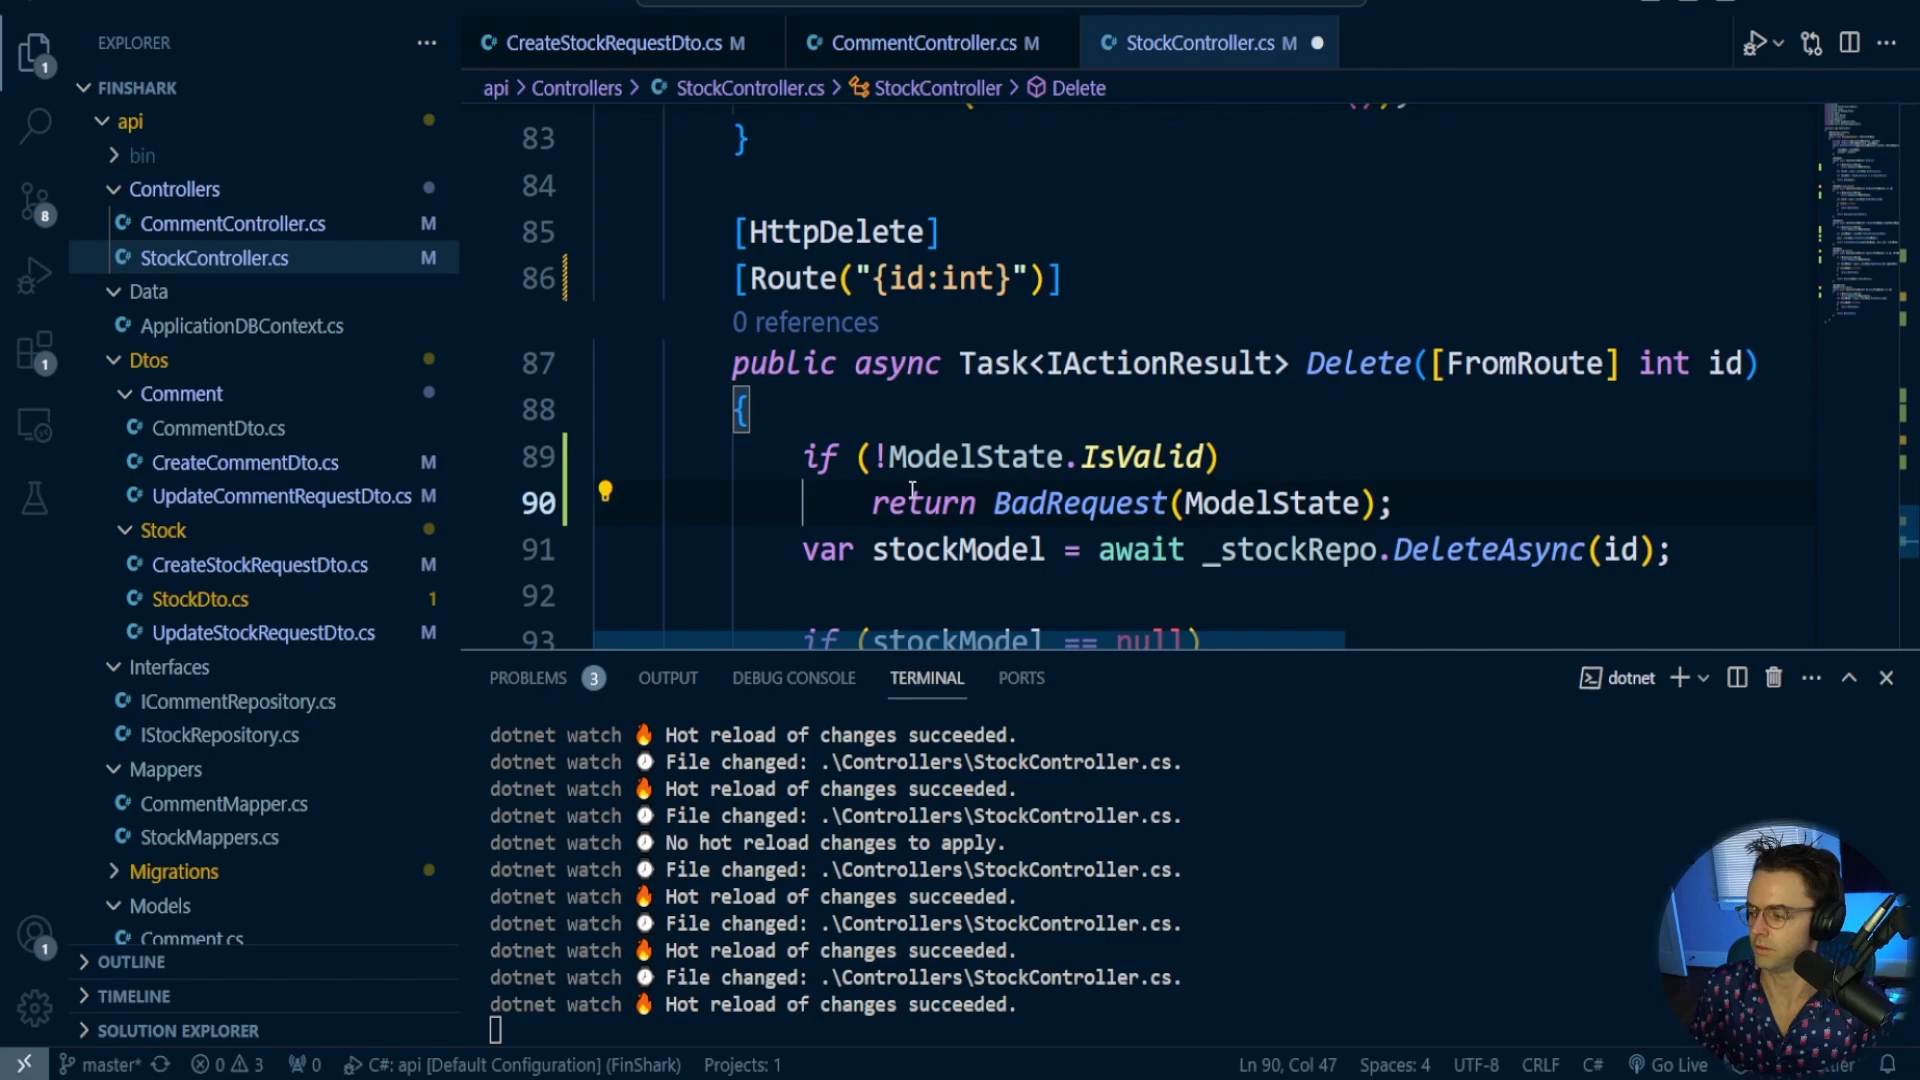 EXPLORER
FINSHARK
api
bin
Controllers
CommentController.cs M
StockController.cs M
Data
ApplicationDBContext.cs
Dtos
Comment
CommentDto.cs
CreateCommentDto.cs M
UpdateCommentRequestDto.cs M
Stock
CreateStockRequestDto.cs M
StockDto.cs 1
UpdateStockRequestDto.cs M
Interfaces
ICommentRepository.cs
IStockRepository.cs
Mappers
CommentMapper.cs
StockMappers.cs
Migrations
Models
Comment.cs
OUTLINE
TIMELINE
SOLUTION EXPLORER
1
8
1
1
CreateStockRequestDto.cs M
CommentController.cs M
StockController.cs M
api > Controllers > StockController.cs > StockController > Delete
83 }
84
85 [HttpDelete]
86 [Route("{id:int}")]
0 references
87 public async Task<IActionResult> Delete([FromRoute] int id)
88 {
89 if (!ModelState.IsValid)
90 return BadRequest(ModelState);
91 var stockModel = await _stockRepo.DeleteAsync(id);
92
93 if (stockModel == null)
PROBLEMS 3 OUTPUT DEBUG CONSOLE TERMINAL PORTS
dotnet
dotnet watch 🔥 Hot reload of changes succeeded.
dotnet watch ⌚ File changed: .\Controllers\StockController.cs.
dotnet watch 🔥 Hot reload of changes succeeded.
dotnet watch ⌚ File changed: .\Controllers\StockController.cs.
dotnet watch ⌚ No hot reload changes to apply.
dotnet watch ⌚ File changed: .\Controllers\StockController.cs.
dotnet watch 🔥 Hot reload of changes succeeded.
dotnet watch ⌚ File changed: .\Controllers\StockController.cs.
dotnet watch 🔥 Hot reload of changes succeeded.
dotnet watch ⌚ File changed: .\Controllers\StockController.cs.
dotnet watch 🔥 Hot reload of changes succeeded.
master* 0 3 0 C#: api [Default Configuration] (FinShark) Projects: 1 Ln 90, Col 47 Spaces: 4 UTF-8 CRLF C# Go Live